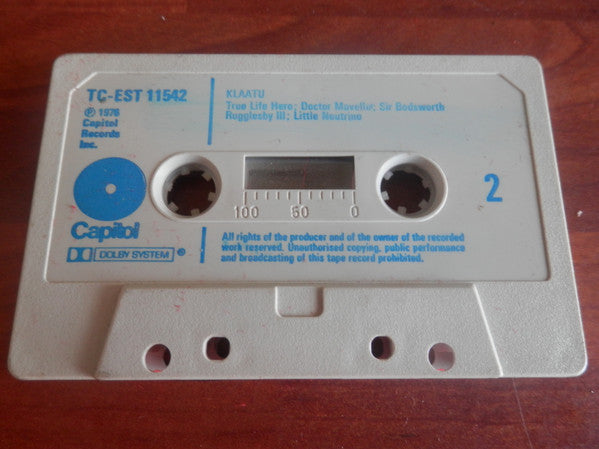 TC-EST 11542
℗ 1976
Capitol
Records
Inc.
KLAATU
True Life Hero; Doctor Marvello; Sir Bodsworth
Rugglesby III; Little Neutrino
100 50 0
2
Capitol
DOLBY SYSTEM ®
All rights of the producer and of the owner of the recorded
work reserved. Unauthorised copying, public performance
and broadcasting of this tape record prohibited.